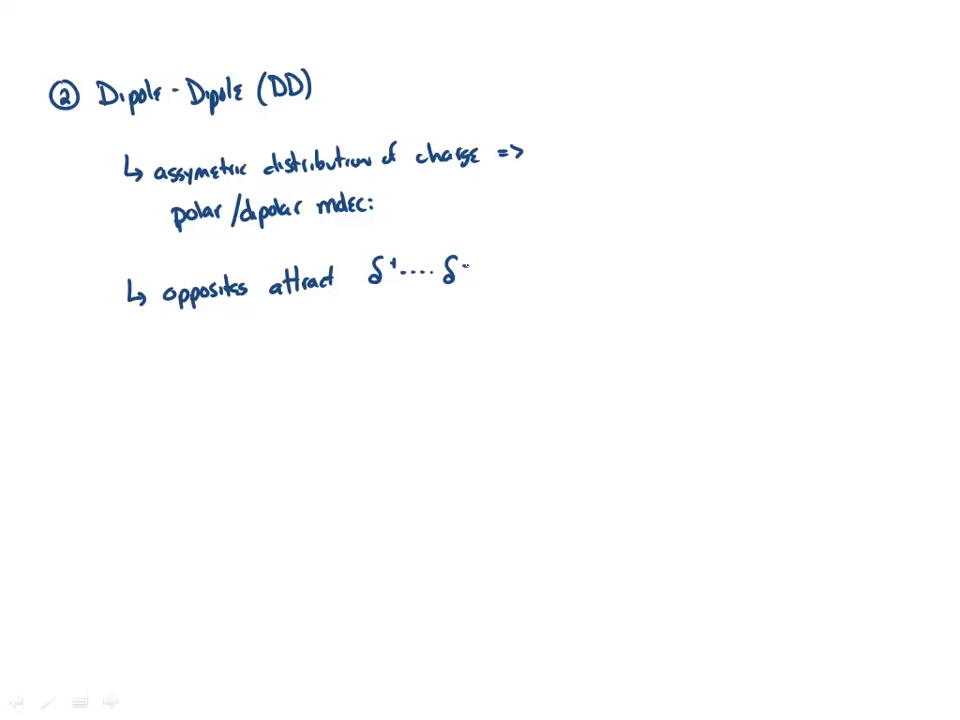 ② Dipole - Dipole (DD)
↳ assymetric distribution of charge =>
polar/dipolar molec:
↳ opposites attract δ+.... δ-